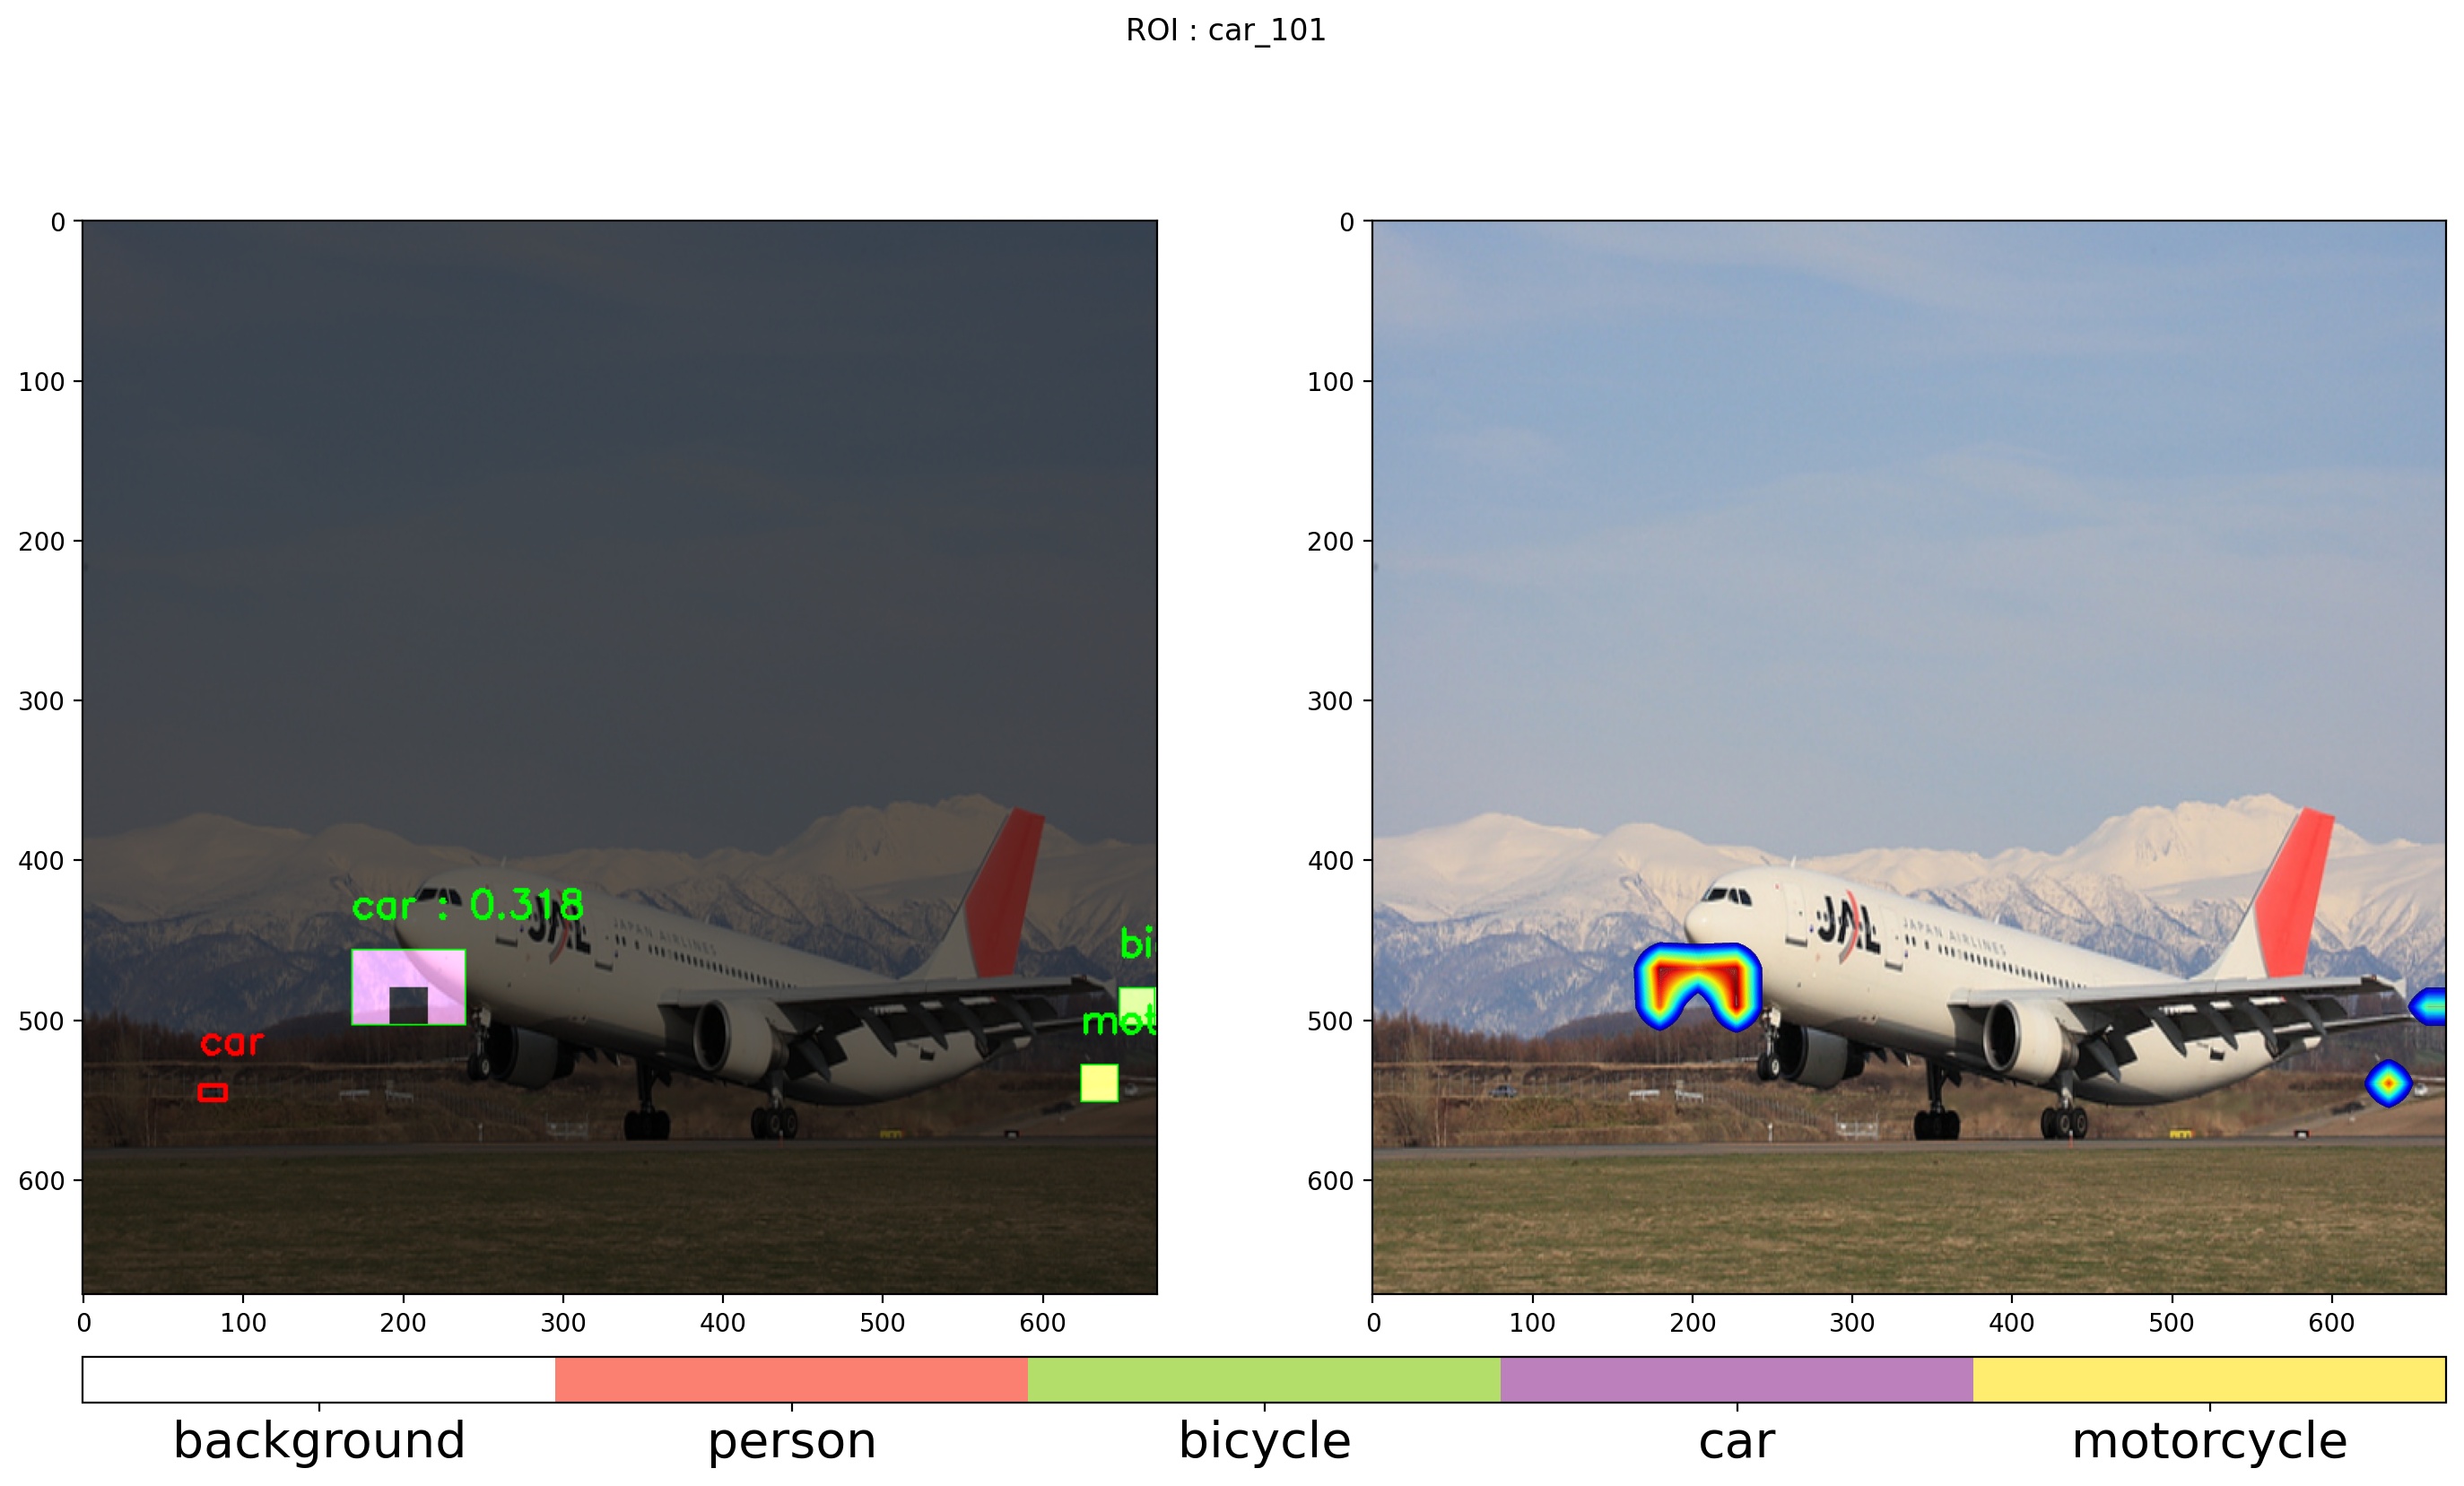 ROI : car_101
0
100
200
300
400
500
600
0 100 200 300 400 500 600
car : 0.318
JAL
JAPAN AIRLINES
bi
mot
car
0
100
200
300
400
500
600
JAL
JAPAN AIRLINES
0 100 200 300 400 500 600
background person bicycle car motorcycle